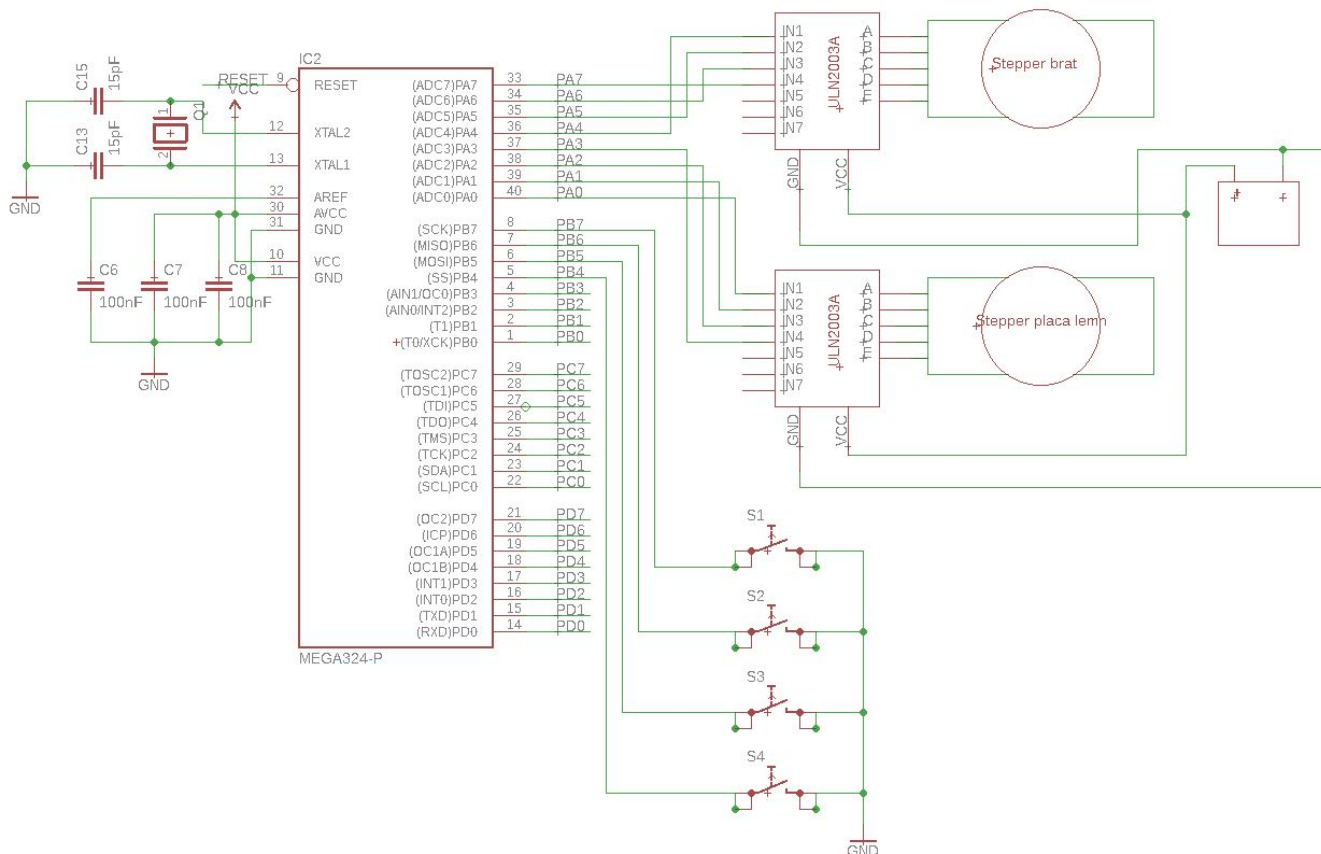 C15
15pF
C13
15pF
Q1
1
2
GND
RESET
VCC
C6
100nF
C7
100nF
C8
100nF
GND
IC2
9 RESET (ADC7)PA7 33 PA7
(ADC6)PA6 34 PA6
(ADC5)PA5 35 PA5
12 XTAL2 (ADC4)PA4 36 PA4
(ADC3)PA3 37 PA3
13 XTAL1 (ADC2)PA2 38 PA2
(ADC1)PA1 39 PA1
32 AREF (ADC0)PA0 40 PA0
30 AVCC
31 GND (SCK)PB7 8 PB7
(MISO)PB6 7 PB6
10 VCC (MOSI)PB5 6 PB5
11 GND (SS)PB4 5 PB4
(AIN1/OC0)PB3 4 PB3
(AIN0/INT2)PB2 3 PB2
(T1)PB1 2 PB1
(T0/XCK)PB0 1 PB0
(TOSC2)PC7 29 PC7
(TOSC1)PC6 28 PC6
(TDI)PC5 27 PC5
(TDO)PC4 26 PC4
(TMS)PC3 25 PC3
(TCK)PC2 24 PC2
(SDA)PC1 23 PC1
(SCL)PC0 22 PC0
(OC2)PD7 21 PD7
(ICP)PD6 20 PD6
(OC1A)PD5 19 PD5
(OC1B)PD4 18 PD4
(INT1)PD3 17 PD3
(INT0)PD2 16 PD2
(TXD)PD1 15 PD1
(RXD)PD0 14 PD0
MEGA324-P
IN1 A
IN2 B
IN3 C
IN4 D
IN5 E
IN6
IN7
ULN2003A
GND
VCC
Stepper brat
IN1 A
IN2 B
IN3 C
IN4 D
IN5 E
IN6
IN7
ULN2003A
GND
VCC
Stepper placa lemn
S1
S2
S3
S4
GND